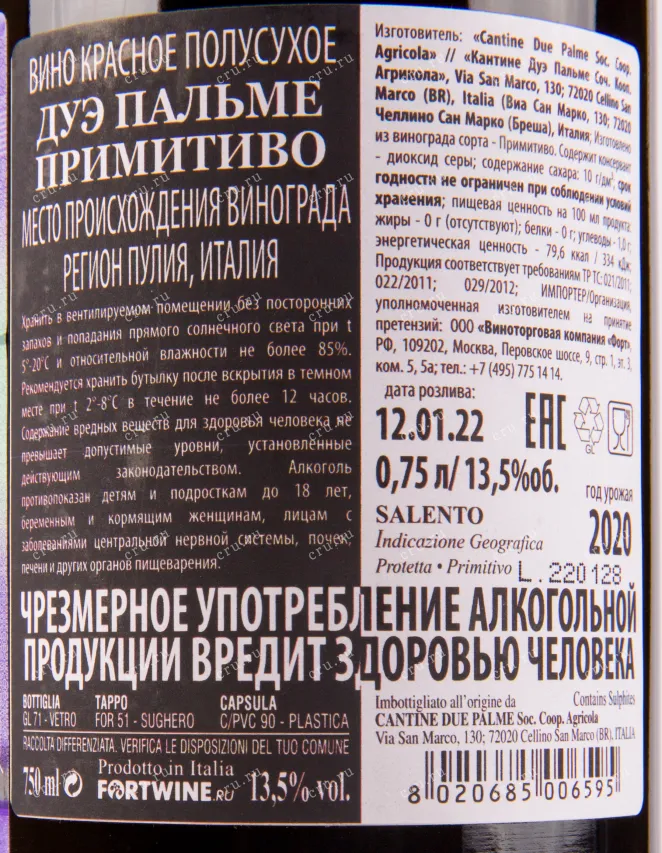 ВИНО КРАСНОЕ ПОЛУСУХОЕ
ДУЭ ПАЛЬМЕ
ПРИМИТИВО
МЕСТО ПРОИСХОЖДЕНИЯ ВИНОГРАДА
РЕГИОН ПУЛИЯ, ИТАЛИЯ
Хранить в вентилируемом помещении без посторонних
запахов и попадания прямого солнечного света при t
5°-20°С и относительной влажности не более 85%.
Рекомендуется хранить бутылку после вскрытия в темном
месте при t 2°-8°С в течение не более 12 часов.
Содержание вредных веществ для здоровья человека не
превышает допустимые уровни, установленные
действующим законодательством. Алкоголь
противопоказан детям и подросткам до 18 лет,
беременным и кормящим женщинам, лицам с
заболеваниями центральной нервной системы, почек,
печени и других органов пищеварения.
Изготовитель: «Cantine Due Palme Soc. Coop.
Agricola» // «Кантине Дуэ Пальме Соч. Кооп.
Агрикола», Via San Marco, 130; 72020 Cellino San
Marco (BR), Italia (Виа Сан Марко, 130; 72020
Челлино Сан Марко (Бреша), Италия; Изготовлено
из винограда сорта - Примитиво. Содержит консервант
- диоксид серы; содержание сахара: 10 г/дм³; срок
годности не ограничен при соблюдении условий
хранения; пищевая ценность на 100 мл продукта:
жиры - 0 г (отсутствуют); белки - 0 г; углеводы - 1,0 г;
энергетическая ценность - 79,6 ккал / 334 кДж;
Продукция соответствует требованиям ТР ТС: 021/2011;
022/2011; 029/2012; ИМПОРТЕР/Организация,
уполномоченная изготовителем на принятие
претензий: ООО «Виноторговая компания «Форт»,
РФ, 109202, Москва, Перовское шоссе, 9, стр. 1, эт. 3,
ком. 5, 5а; тел.: +7 (495) 775 14 14.
дата розлива:
12.01.22 EAC
GL
0,75 л/ 13,5%об.
год урожая
SALENTO 2020
Indicazione Geografica
Protetta • Primitivo L. 220128
ЧРЕЗМЕРНОЕ УПОТРЕБЛЕНИЕ АЛКОГОЛЬНОЙ
ПРОДУКЦИИ ВРЕДИТ ЗДОРОВЬЮ ЧЕЛОВЕКА
BOTTIGLIA TAPPO CAPSULA
GL 71 - VETRO FOR 51 - SUGHERO C/PVC 90 - PLASTICA
RACCOLTA DIFFERENZIATA. VERIFICA LE DISPOSIZIONI DEL TUO COMUNE
Prodotto in Italia
750 ml e FORTWINE.RU 13,5% vol.
Imbottigliato all'origine da Contains Sulphites
CANTINE DUE PALME Soc. Coop. Agricola
Via San Marco, 130; 72020 Cellino San Marco (BR), ITALIA
8 020685 006595
cru.ru